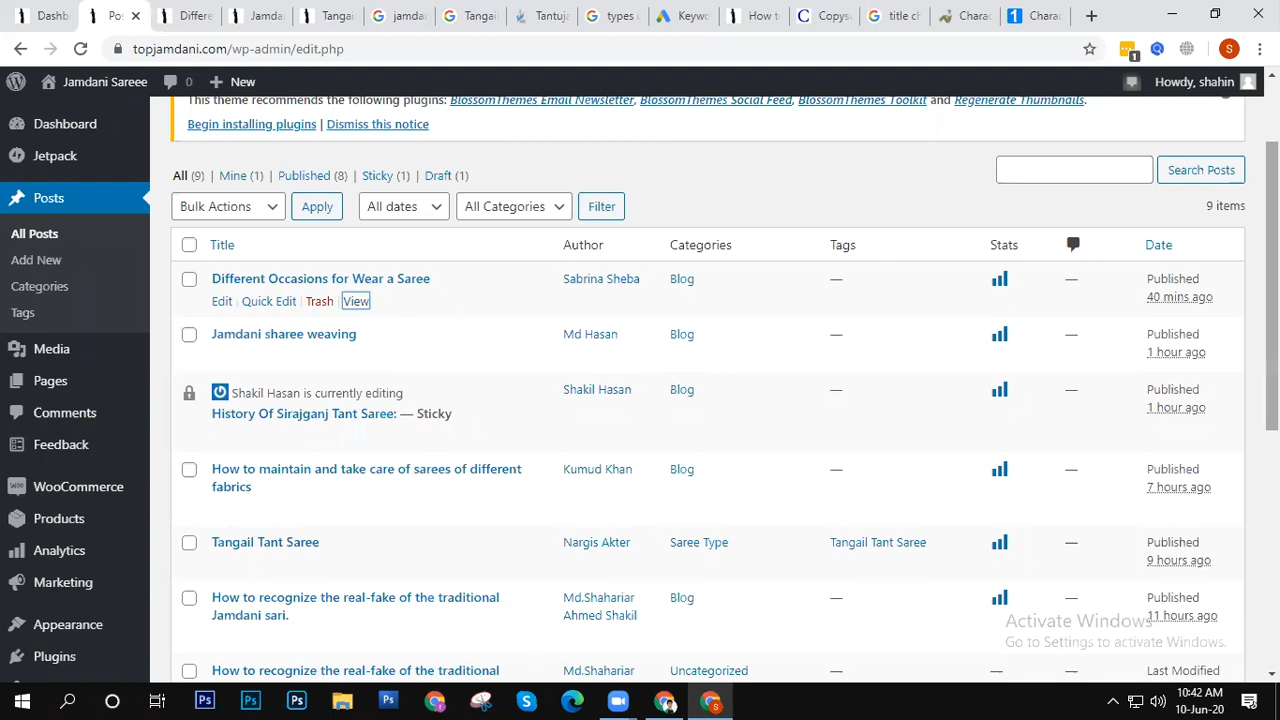 Dashb
Pos
Differe
Jamda
Tangai
jamdan
Tangail
Tantuja
types o
Keywo
How to
Copysc
title ch
Charac
Charac
topjamdani.com/wp-admin/edit.php
S
1
Jamdani Sareee
0
New
Howdy, shahin
This theme recommends the following plugins: BlossomThemes Email Newsletter, BlossomThemes Social Feed, BlossomThemes Toolkit and Regenerate Thumbnails.
Begin installing plugins | Dismiss this notice
Dashboard
Jetpack
Posts
All Posts
Add New
Categories
Tags
Media
Pages
Comments
Feedback
WooCommerce
Products
Analytics
Marketing
Appearance
Plugins
All (9) | Mine (1) | Published (8) | Sticky (1) | Draft (1)
Search Posts
Bulk Actions Apply All dates All Categories Filter
9 items
Title Author Categories Tags Stats Date
Different Occasions for Wear a Saree Sabrina Sheba Blog — — Published
Edit | Quick Edit | Trash | View 40 mins ago
Jamdani sharee weaving Md Hasan Blog — — Published
1 hour ago
Shakil Hasan is currently editing Shakil Hasan Blog — — Published
History Of Sirajganj Tant Saree: — Sticky 1 hour ago
How to maintain and take care of sarees of different Kumud Khan Blog — — Published
fabrics 7 hours ago
Tangail Tant Saree Nargis Akter Saree Type Tangail Tant Saree — Published
9 hours ago
How to recognize the real-fake of the traditional Md.Shahariar Blog — — Published
Jamdani sari. Ahmed Shakil 11 hours ago
How to recognize the real-fake of the traditional Md.Shahariar Uncategorized — — — Last Modified
Activate Windows
Go to Settings to activate Windows.
10:42 AM
10-Jun-20